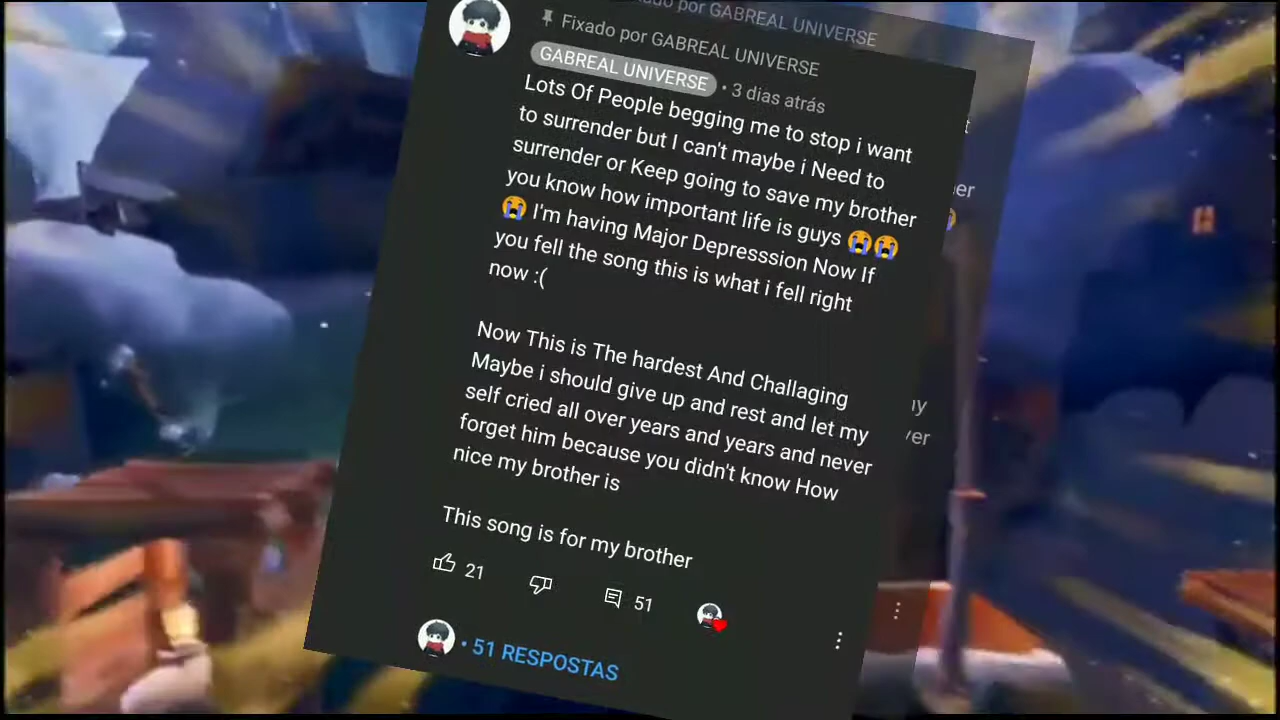 ado por GABREAL UNIVERSE
Fixado por GABREAL UNIVERSE
GABREAL UNIVERSE • 3 dias atrás
Lots Of People begging me to stop i want
to surrender but I can't maybe i Need to
surrender or Keep going to save my brother
you know how important life is guys 😭😭
😭 I'm having Major Depresssion Now If
you fell the song this is what i fell right
now :(
Now This is The hardest And Challaging
Maybe i should give up and rest and let my
self cried all over years and years and never
forget him because you didn't know How
nice my brother is
This song is for my brother
21
51
• 51 RESPOSTAS